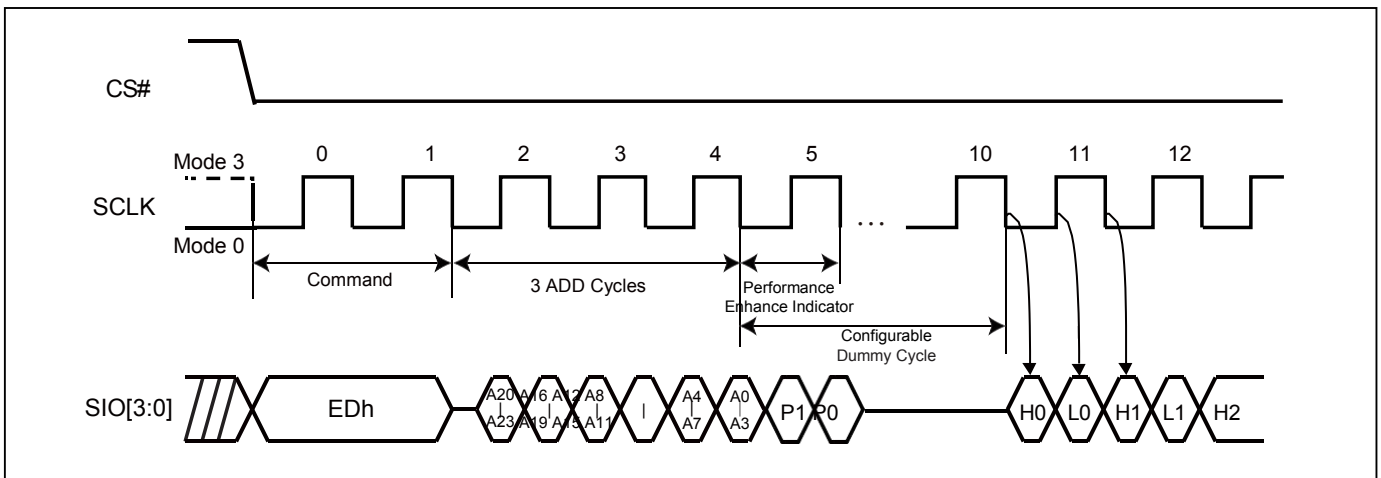 CS#
Mode 3
0 1 2 3 4 5 10 11 12
SCLK
...
Mode 0
Command
3 ADD Cycles
Performance
Enhance Indicator
Configurable
Dummy Cycle
SIO[3:0]
EDh
A20 | A23
A16 | A19
A12 | A15
A8 | A11
|
A4 | A7
A0 | A3
P1 P0
H0 L0 H1 L1 H2